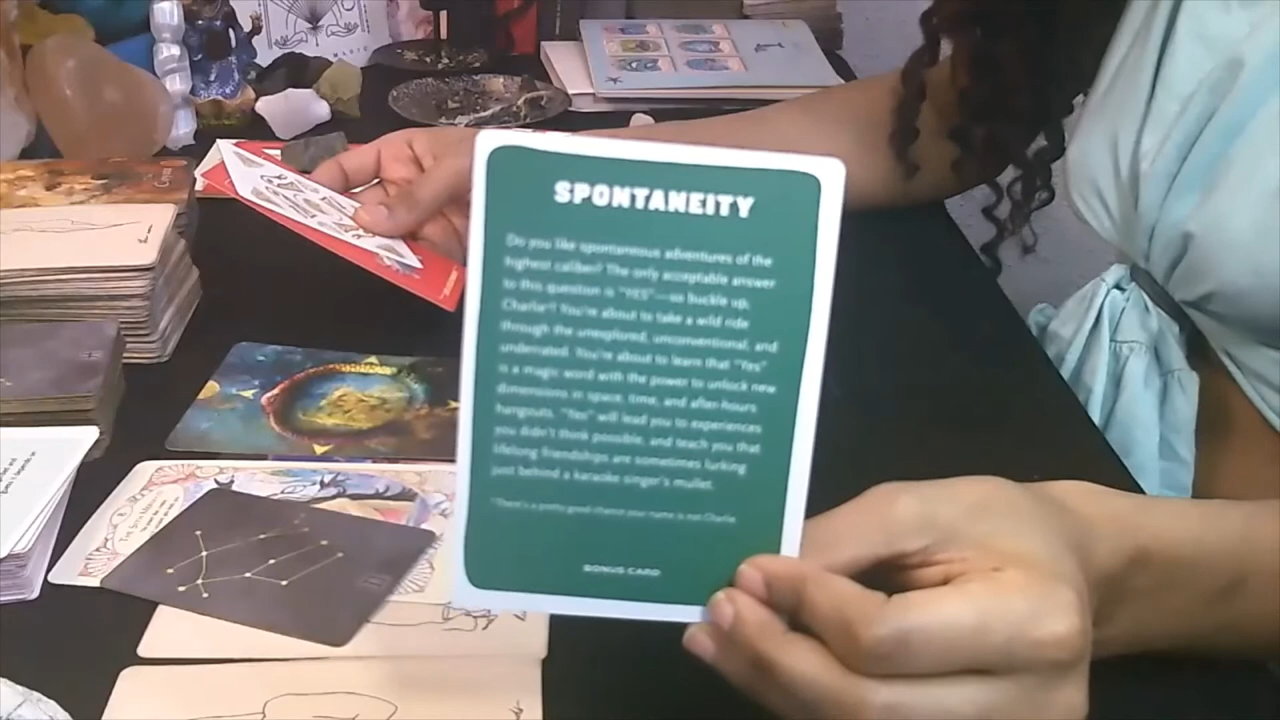 MAGIC
SPONTANEITY
Do you like spontaneous adventures of the
highest caliber? The only acceptable answer
to this question is "YES"—so buckle up,
Charlie*! You're about to take a wild ride
through the unexplored, unconventional, and
underrated. You're about to learn that "Yes"
is a magic word with the power to unlock new
dimensions in space, time, and after-hours
hangouts. "Yes" will lead you to experiences
you didn't think possible, and teach you that
lifelong friendships are sometimes lurking
just behind a karaoke singer's mullet.
*There's a pretty good chance your name is not Charlie.
BONUS CARD